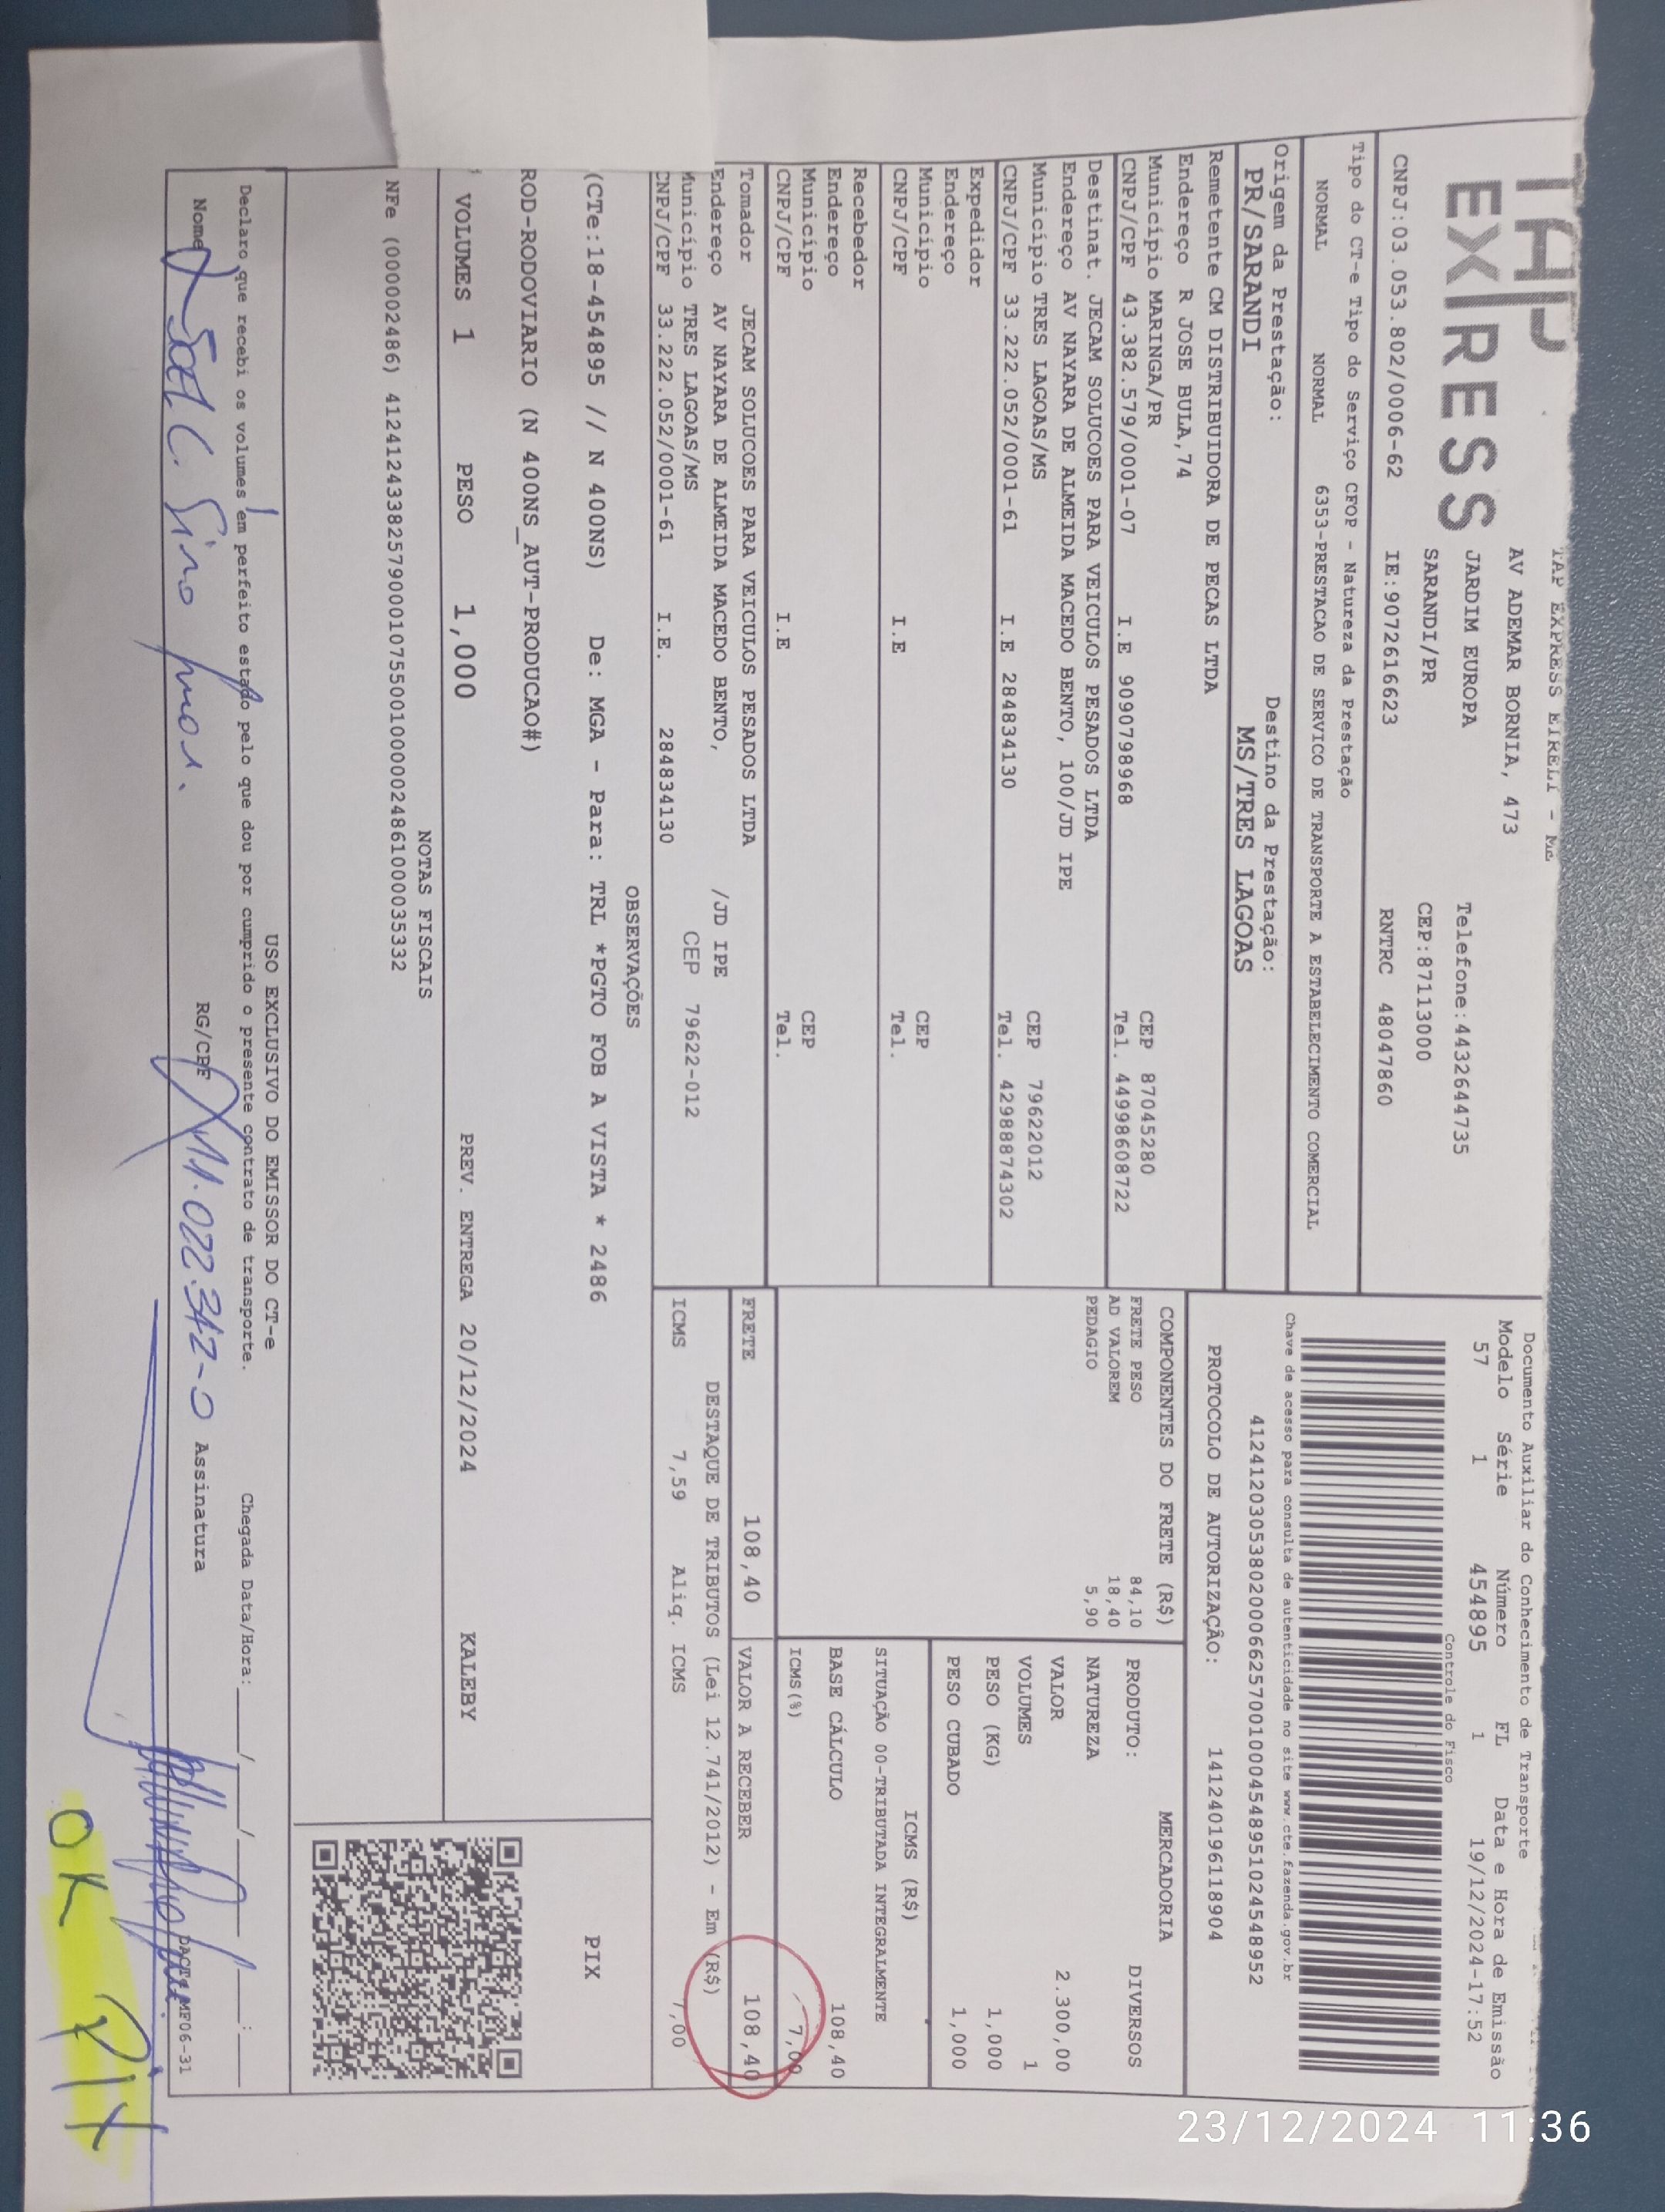 TAP EXPRESS
TAP EXPRESS EIRELI - ME
AV ADEMAR BORNIA, 473
JARDIM EUROPA
Telefone:4432644735
SARANDI/PR
CEP:87113000
CNPJ:03.053.802/0006-62
IE:9072616623
RNTRC 48047860
Tipo do CT-e Tipo do Serviço CFOP - Natureza da Prestação
NORMAL NORMAL 6353-PRESTACAO DE SERVICO DE TRANSPORTE A ESTABELECIMENTO COMERCIAL
Origem da Prestação: Destino da Prestação:
PR/SARANDI MS/TRES LAGOAS
Remetente CM DISTRIBUIDORA DE PECAS LTDA
Endereço R JOSE BULA,74
Município MARINGA/PR CEP 87045280
CNPJ/CPF 43.382.579/0001-07 I.E 9090798968 Tel. 44998608722
Destinat. JECAM SOLUCOES PARA VEICULOS PESADOS LTDA
Endereço AV NAYARA DE ALMEIDA MACEDO BENTO, 100/JD IPE
Município TRES LAGOAS/MS CEP 79622012
CNPJ/CPF 33.222.052/0001-61 I.E 284834130 Tel. 42988874302
Expedidor
Endereço
Município CEP
CNPJ/CPF I.E Tel.
Recebedor
Endereço
Município CEP
CNPJ/CPF I.E Tel.
Tomador JECAM SOLUCOES PARA VEICULOS PESADOS LTDA
Endereço AV NAYARA DE ALMEIDA MACEDO BENTO, /JD IPE
Município TRES LAGOAS/MS CEP 79622-012
CNPJ/CPF 33.222.052/0001-61 I.E. 284834130
Documento Auxiliar do Conhecimento de Transporte
Modelo Série Número FL Data e Hora de Emissão
57 1 454895 1 19/12/2024-17:52
Controle do Fisco
Chave de acesso para consulta de autenticidade no site www.cte.fazenda.gov.br
41241203053802000662570010004548951024548952
PROTOCOLO DE AUTORIZAÇÃO: 141240196118904
COMPONENTES DO FRETE (R$)
FRETE PESO 84,10
AD VALOREM 18,40
PEDAGIO 5,90
MERCADORIA
PRODUTO: DIVERSOS
NATUREZA
VALOR 2.300,00
VOLUMES 1
PESO (KG) 1,000
PESO CUBADO 1,000
ICMS (R$)
SITUAÇÃO 00-TRIBUTADA INTEGRALMENTE
BASE CÁLCULO 108,40
ICMS(%) 7,00
FRETE 108,40 VALOR A RECEBER 108,40
DESTAQUE DE TRIBUTOS (Lei 12.741/2012) - Em (R$)
ICMS 7,59 Aliq. ICMS 7,00
OBSERVAÇÕES
(CTe:18-454895 // N 400NS) De: MGA - Para: TRL *PGTO FOB A VISTA * 2486
ROD-RODOVIARIO (N 400NS_AUT-PRODUCAO#)
PIX
VOLUMES 1 PESO 1,000 PREV. ENTREGA 20/12/2024 KALEBY
NOTAS FISCAIS
NFe (000002486) 41241243382579000107550010000024861000035332
USO EXCLUSIVO DO EMISSOR DO CT-e
Declaro que recebi os volumes em perfeito estado pelo que dou por cumprido o presente contrato de transporte. Chegada Data/Hora: ___/___/___ ___:___
Nome RG/CPF 11.022.342-0 Assinatura
DACTE MF06-31
OK PIX
23/12/2024 11:36